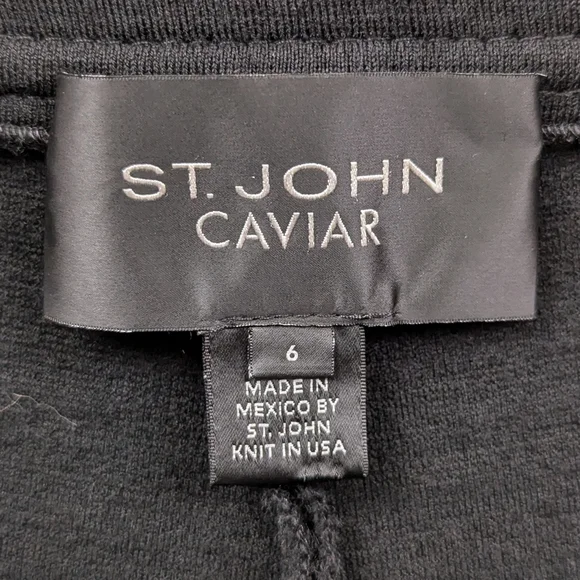 ST. JOHN
CAVIAR
6
MADE IN
MEXICO BY
ST. JOHN
KNIT IN USA